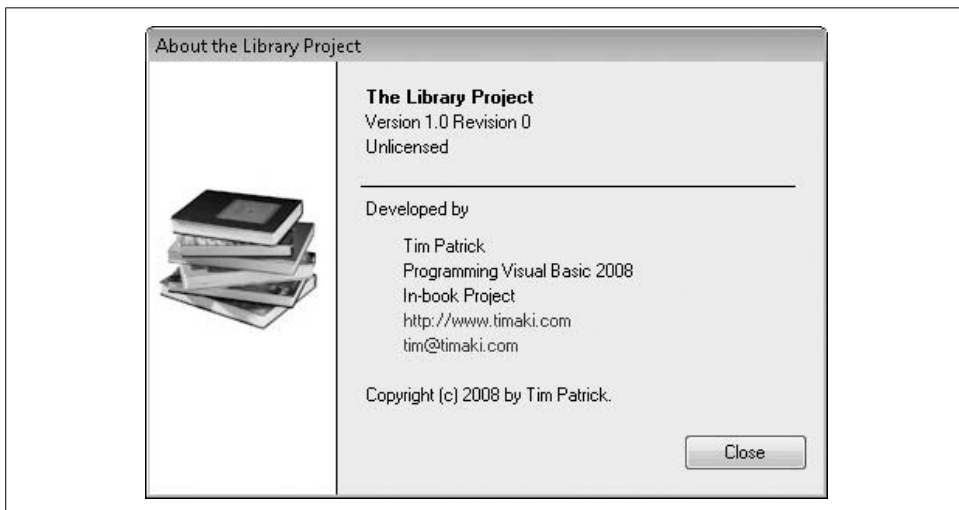 About the Library Project
The Library Project
Version 1.0 Revision 0
Unlicensed
Developed by
Tim Patrick
Programming Visual Basic 2008
In-book Project
http://www.timaki.com
tim@timaki.com
Copyright (c) 2008 by Tim Patrick.
Close